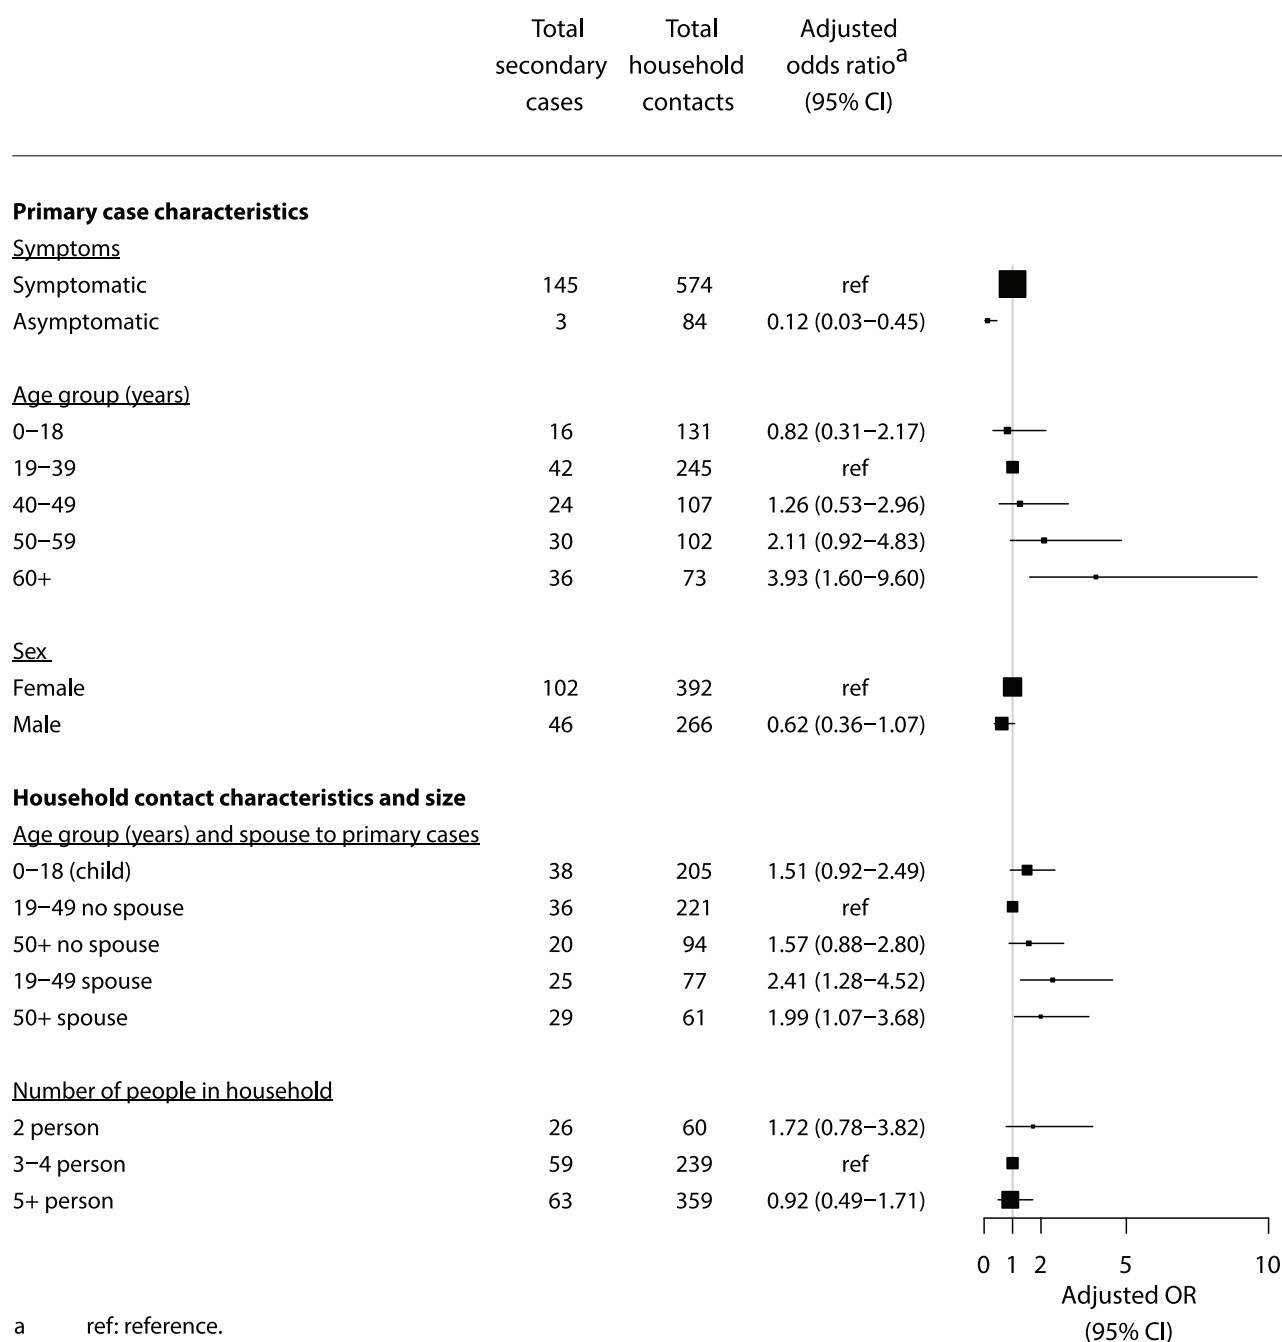 Total Total Adjusted
secondary household odds ratioᵃ
cases contacts (95% CI)
Primary case characteristics
Symptoms
Symptomatic 145 574 ref
Asymptomatic 3 84 0.12 (0.03−0.45)
Age group (years)
0−18 16 131 0.82 (0.31−2.17)
19−39 42 245 ref
40−49 24 107 1.26 (0.53−2.96)
50−59 30 102 2.11 (0.92−4.83)
60+ 36 73 3.93 (1.60−9.60)
Sex
Female 102 392 ref
Male 46 266 0.62 (0.36−1.07)
Household contact characteristics and size
Age group (years) and spouse to primary cases
0−18 (child) 38 205 1.51 (0.92−2.49)
19−49 no spouse 36 221 ref
50+ no spouse 20 94 1.57 (0.88−2.80)
19−49 spouse 25 77 2.41 (1.28−4.52)
50+ spouse 29 61 1.99 (1.07−3.68)
Number of people in household
2 person 26 60 1.72 (0.78−3.82)
3−4 person 59 239 ref
5+ person 63 359 0.92 (0.49−1.71)
0 1 2 5 10
Adjusted OR
(95% CI)
a ref: reference.